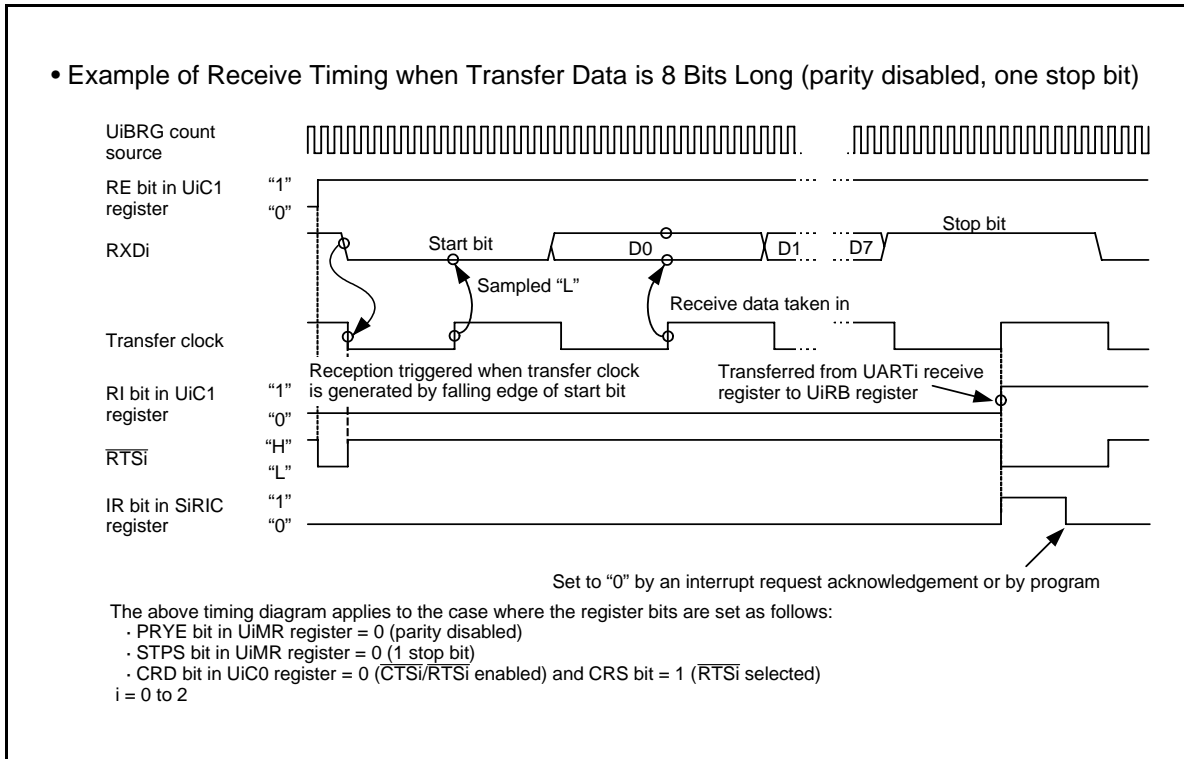 • Example of Receive Timing when Transfer Data is 8 Bits Long (parity disabled, one stop bit)
UiBRG count
source
RE bit in UiC1
register
“1”
“0”
RXDi
Start bit
D0
D1
D7
Stop bit
Sampled “L”
Receive data taken in
Transfer clock
Reception triggered when transfer clock
is generated by falling edge of start bit
Transferred from UARTi receive
register to UiRB register
RI bit in UiC1
register
“1”
“0”
RTSi
“H”
“L”
IR bit in SiRIC
register
“1”
“0”
Set to “0” by an interrupt request acknowledgement or by program
The above timing diagram applies to the case where the register bits are set as follows:
· PRYE bit in UiMR register = 0 (parity disabled)
· STPS bit in UiMR register = 0 (1 stop bit)
· CRD bit in UiC0 register = 0 (CTSi/RTSi enabled) and CRS bit = 1 (RTSi selected)
i = 0 to 2